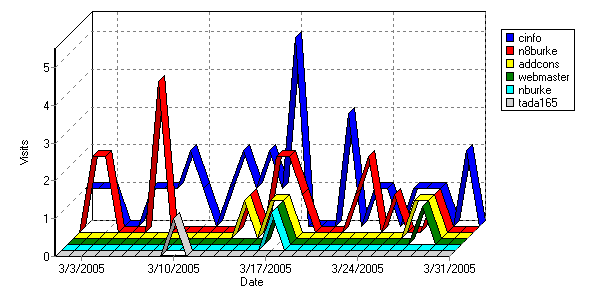 5
4
3
2
1
0
Visits
3/3/2005
3/10/2005
3/17/2005
3/24/2005
3/31/2005
Date
cinfo
n8burke
addcons
webmaster
nburke
tada165